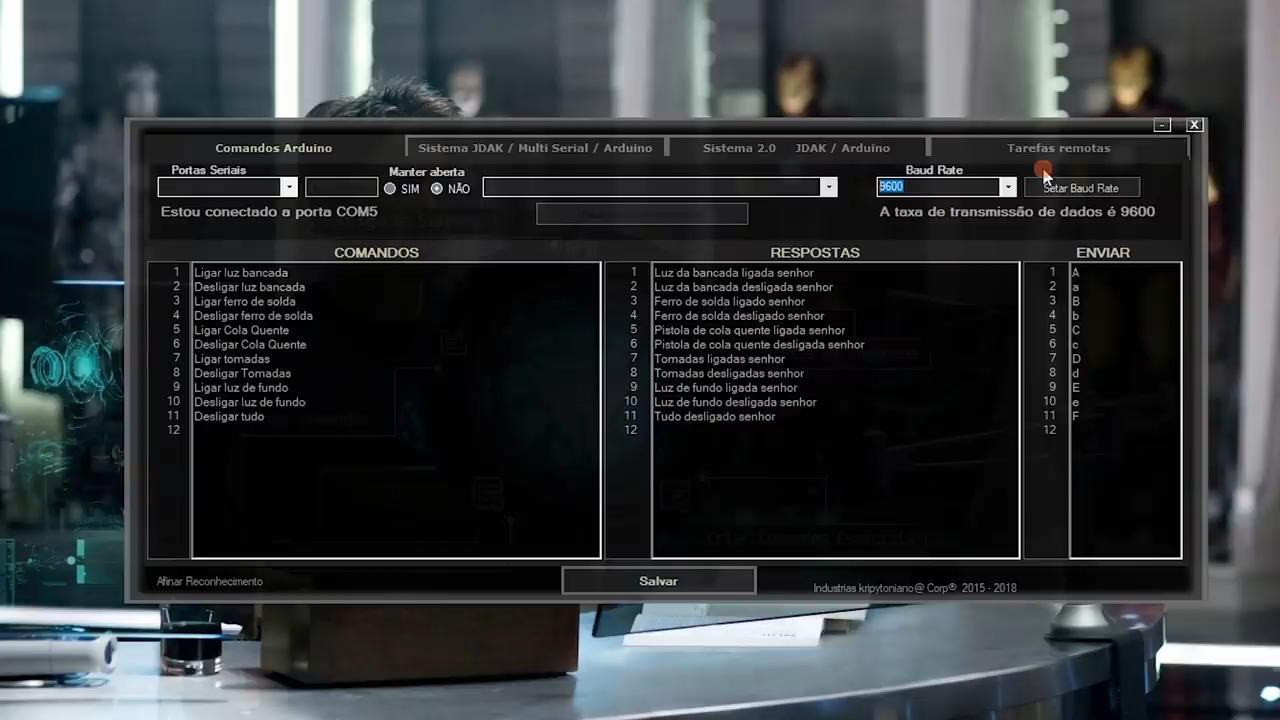 - X
Comandos Arduino
Sistema JDAK / Multi Serial / Arduino
Sistema 2.0 JDAK / Arduino
Tarefas remotas
Portas Seriais
Manter aberta
SIM
NÃO
Baud Rate
9600
Setar Baud Rate
Estou conectado a porta COM5
A taxa de transmissão de dados é 9600
COMANDOS
1 Ligar luz bancada
2 Desligar luz bancada
3 Ligar ferro de solda
4 Desligar ferro de solda
5 Ligar Cola Quente
6 Desligar Cola Quente
7 Ligar tomadas
8 Desligar Tomadas
9 Ligar luz de fundo
10 Desligar luz de fundo
11 Desligar tudo
12
RESPOSTAS
1 Luz da bancada ligada senhor
2 Luz da bancada desligada senhor
3 Ferro de solda ligado senhor
4 Ferro de solda desligado senhor
5 Pistola de cola quente ligada senhor
6 Pistola de cola quente desligada senhor
7 Tomadas ligadas senhor
8 Tomadas desligadas senhor
9 Luz de fundo ligada senhor
10 Luz de fundo desligada senhor
11 Tudo desligado senhor
12
ENVIAR
1 A
2 a
3 B
4 b
5 C
6 c
7 D
8 d
9 E
10 e
11 F
12
Afinar Reconhecimento
Salvar
Industrias kripytoniano@ Corp® 2015 - 2018